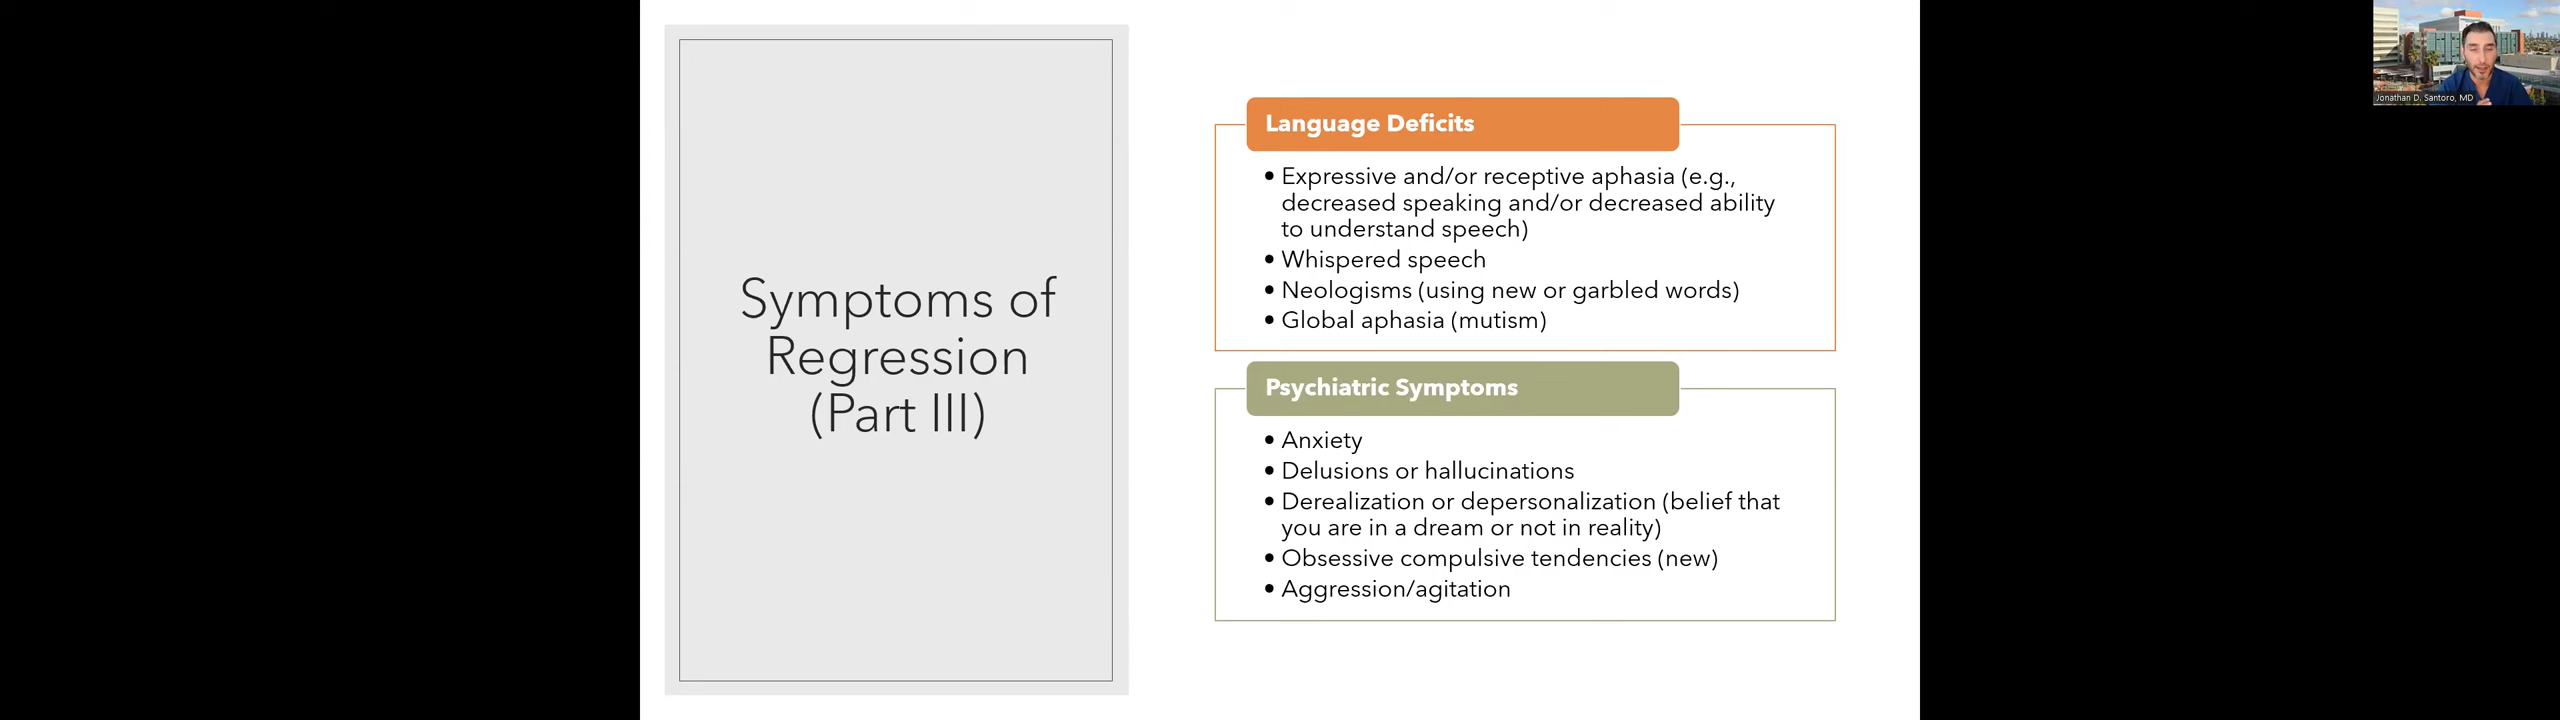 Symptoms of
Regression
(Part III)
Language Deficits
• Expressive and/or receptive aphasia (e.g.,
decreased speaking and/or decreased ability
to understand speech)
• Whispered speech
• Neologisms (using new or garbled words)
• Global aphasia (mutism)
Psychiatric Symptoms
• Anxiety
• Delusions or hallucinations
• Derealization or depersonalization (belief that
you are in a dream or not in reality)
• Obsessive compulsive tendencies (new)
• Aggression/agitation
Jonathan D. Santoro, MD